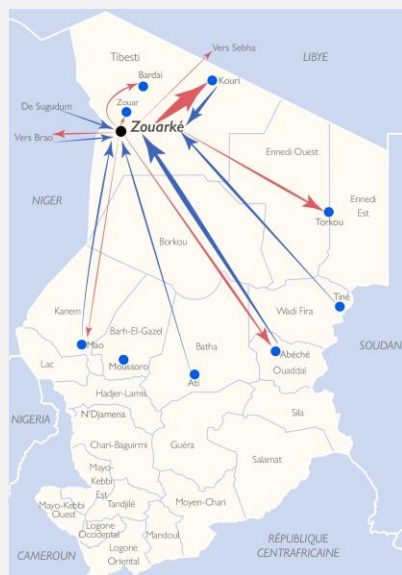 Vers Sebha
LIBYE
Tibesti
Bardai
Kouri
De Sugudum
Zouar
Zouarké
Vers Brao
Ennedi Ouest
Ennedi
Est
NIGER
Torkou
Borkou
Tiné
Kanem
Wadi Fira
Barh-El-Gazel
Batha
SOUDAN
Mao
Abéché
Lac
Moussoro
Ati
Ouaddaï
Hadjer-Lamis
N'Djamena
Sila
NIGERIA
Chari-Baguirmi
Guéra
Salamat
Mayo-
Kebbi
Est
Moyen-Chari
Mayo-Kebbi
Ouest
Tandjilé
Logone
Occidental
Mandoul
Logone
Oriental
CAMEROUN
RÉPUBLIQUE
CENTRAFRICAINE